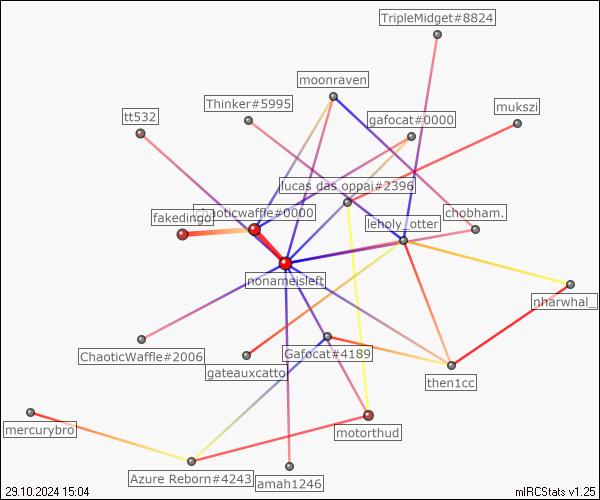 TripleMidget#8824
moonraven
Thinker#5995
mukszi
tt532
gafocat#0000
lucas das oppai#2396
chaoticwaffle#0000
fakedingo
chobham.
leholy_otter
nonameisleft
nharwhal_
ChaoticWaffle#2006
Gafocat#4189
gateauxcatto
then1cc
mercurybro
motorthud
Azure Reborn#4243
amah1246
29.10.2024 15:04
mIRCStats v1.25